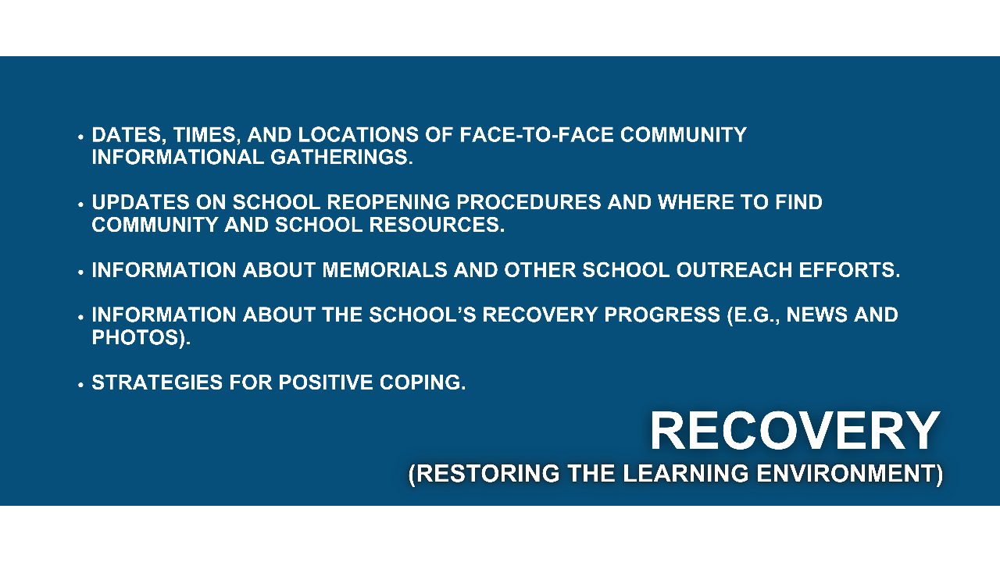 • DATES, TIMES, AND LOCATIONS OF FACE-TO-FACE COMMUNITY
INFORMATIONAL GATHERINGS.
• UPDATES ON SCHOOL REOPENING PROCEDURES AND WHERE TO FIND
COMMUNITY AND SCHOOL RESOURCES.
• INFORMATION ABOUT MEMORIALS AND OTHER SCHOOL OUTREACH EFFORTS.
• INFORMATION ABOUT THE SCHOOL’S RECOVERY PROGRESS (E.G., NEWS AND
PHOTOS).
• STRATEGIES FOR POSITIVE COPING.
RECOVERY
(RESTORING THE LEARNING ENVIRONMENT)